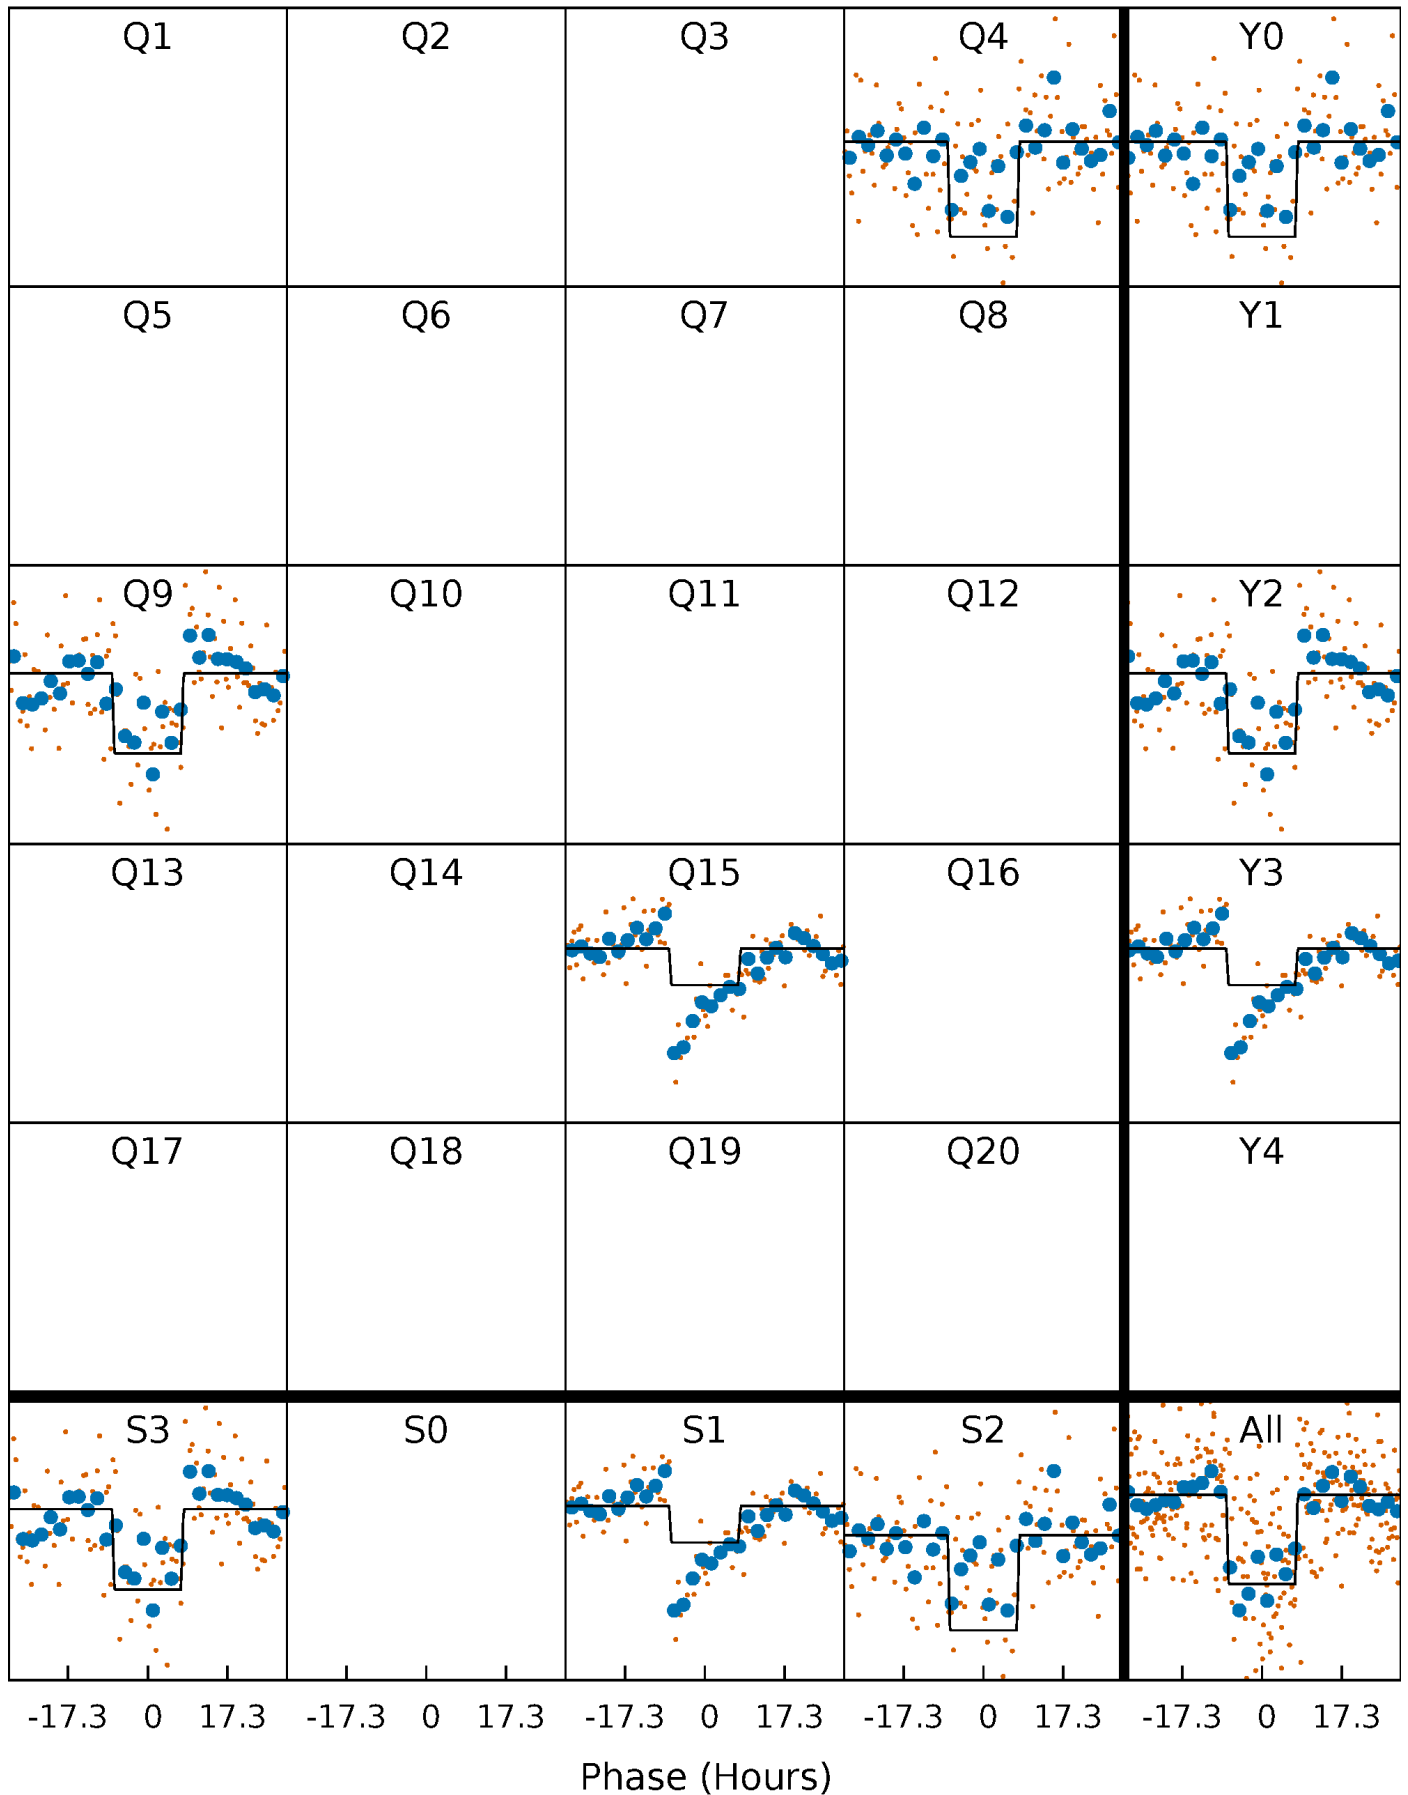 Q1 Q2 Q3 Q4 Y0
Q5 Q6 Q7 Q8 Y1
Q9 Q10 Q11 Q12 Y2
Q13 Q14 Q15 Q16 Y3
Q17 Q18 Q19 Q20 Y4
S3 S0 S1 S2 All
-17.3 0 17.3 -17.3 0 17.3 -17.3 0 17.3 -17.3 0 17.3 -17.3 0 17.3
Phase (Hours)